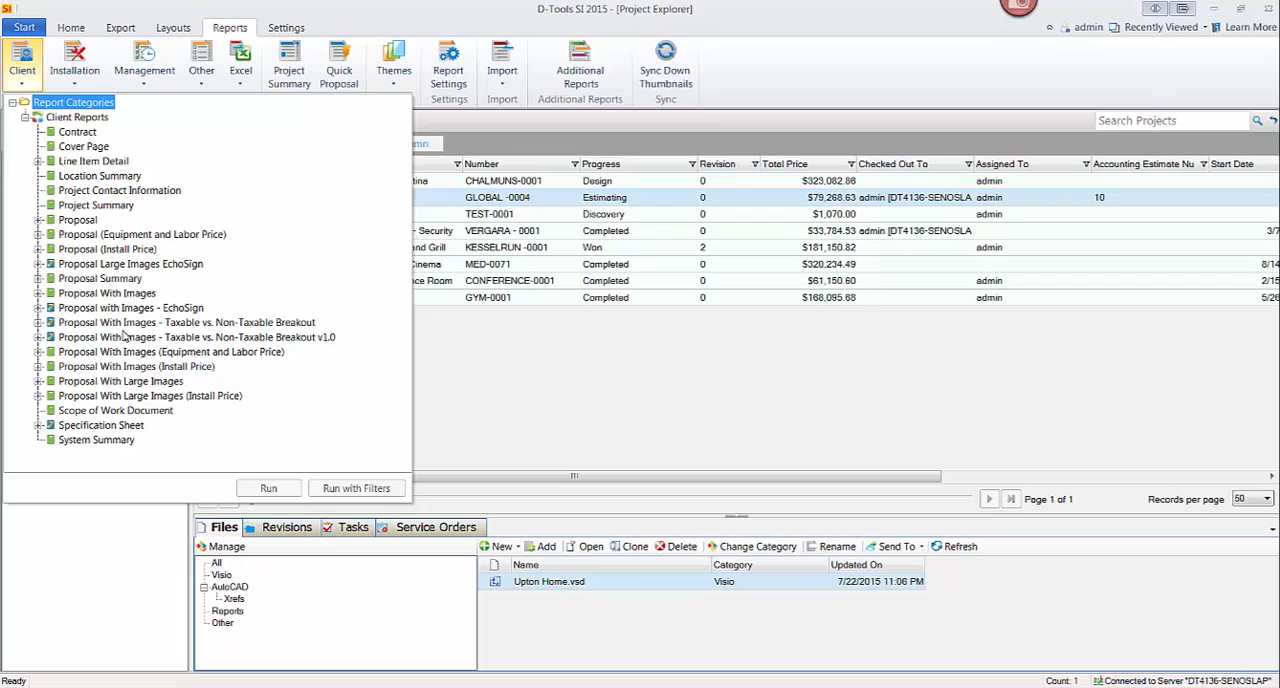 SI
D-Tools SI 2015 - [Project Explorer]
Start Home Export Layouts Reports Settings
admin Recently Viewed Learn More
Client Installation Management Other Excel Project Summary Quick Proposal Themes Report Settings Import Additional Reports Sync Down Thumbnails
Settings Import Additional Reports Sync
Report Categories
Client Reports
Contract
Cover Page
Line Item Detail
Location Summary
Project Contact Information
Project Summary
Proposal
Proposal (Equipment and Labor Price)
Proposal (Install Price)
Proposal Large Images EchoSign
Proposal Summary
Proposal With Images
Proposal with Images - EchoSign
Proposal With Images - Taxable vs. Non-Taxable Breakout
Proposal With Images - Taxable vs. Non-Taxable Breakout v1.0
Proposal With Images (Equipment and Labor Price)
Proposal With Images (Install Price)
Proposal With Large Images
Proposal With Large Images (Install Price)
Scope of Work Document
Specification Sheet
System Summary
Run Run with Filters
Search Projects
Number Progress Revision Total Price Checked Out To Assigned To Accounting Estimate Nu Start Date
CHALMUNS-0001 Design 0 $323,082.86 admin
GLOBAL -0004 Estimating 0 $79,268.63 admin [DT4136-SENOSLA admin 10
TEST-0001 Discovery 0 $1,070.00 admin
Security VERGARA - 0001 Completed 0 $33,784.53 admin [DT4136-SENOSLA 3/7
and Grill KESSELRUN -0001 Won 2 $181,150.82 admin
Cinema MED-0071 Completed 0 $320,234.49 8/14
nce Room CONFERENCE-0001 Completed 0 $61,150.60 admin 2/15
GYM-0001 Completed 0 $168,095.68 admin 5/26
Page 1 of 1 Records per page 50
Files Revisions Tasks Service Orders
Manage New Add Open Clone Delete Change Category Rename Send To Refresh
All
Visio
AutoCAD
Xrefs
Reports
Other
Name Category Updated On
Upton Home.vsd Visio 7/22/2015 11:06 PM
Ready Count: 1 Connected to Server "DT4136-SENOSLAP"